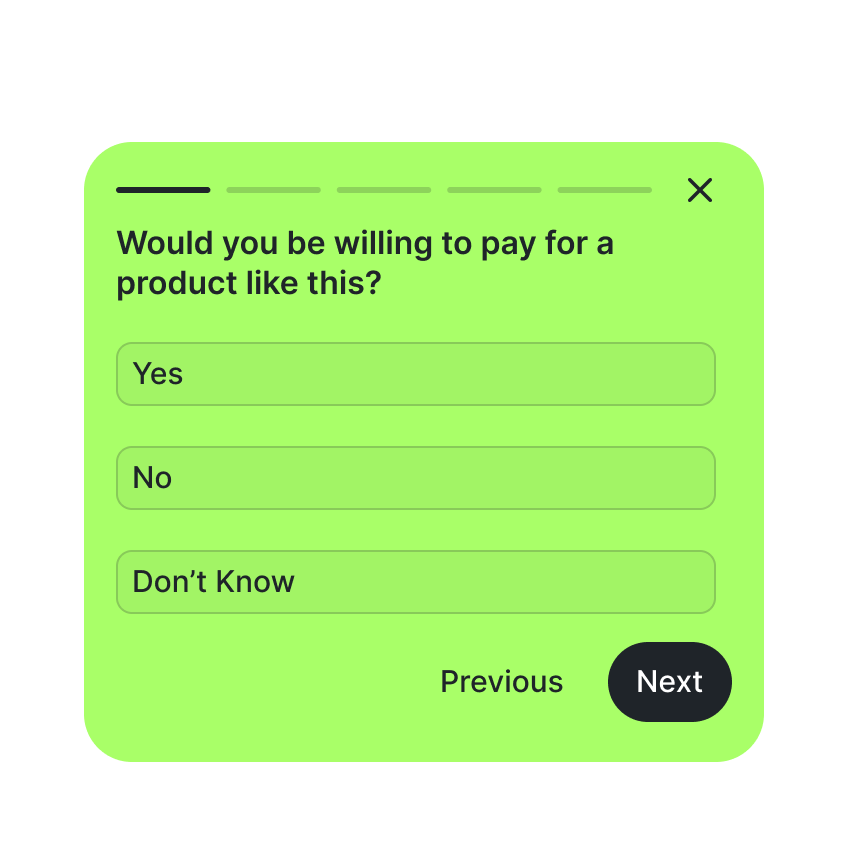 Would you be willing to pay for a
product like this?
Yes
No
Don’t Know
Previous
Next